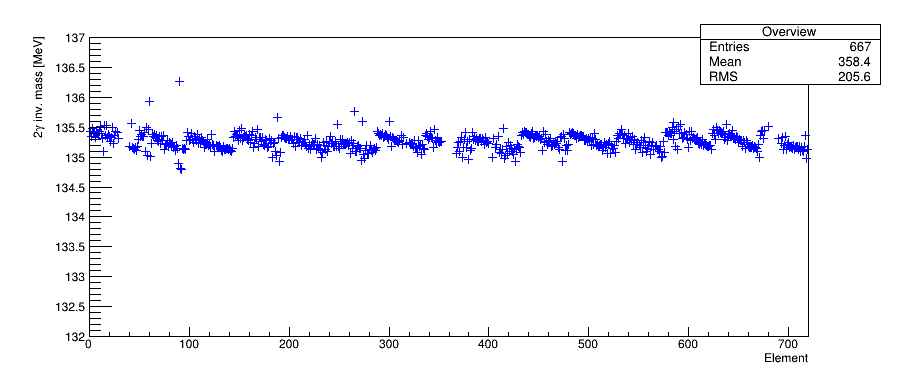 Overview
Entries 667
Mean 358.4
RMS 205.6
2γ inv. mass [MeV]
137
136.5
136
135.5
135
134.5
134
133.5
133
132.5
132
0 100 200 300 400 500 600 700
Element